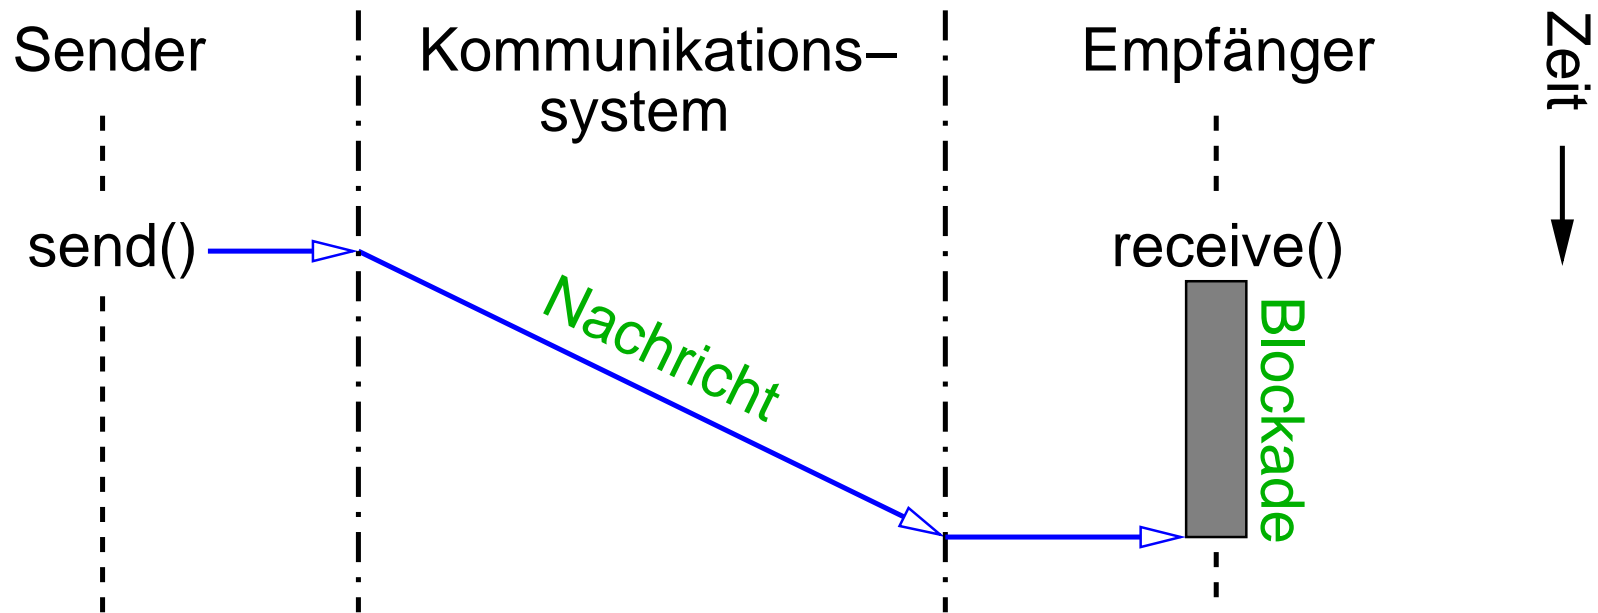 Sender
Kommunikations–
system
Empfänger
Zeit
send()
receive()
Nachricht
Blockade